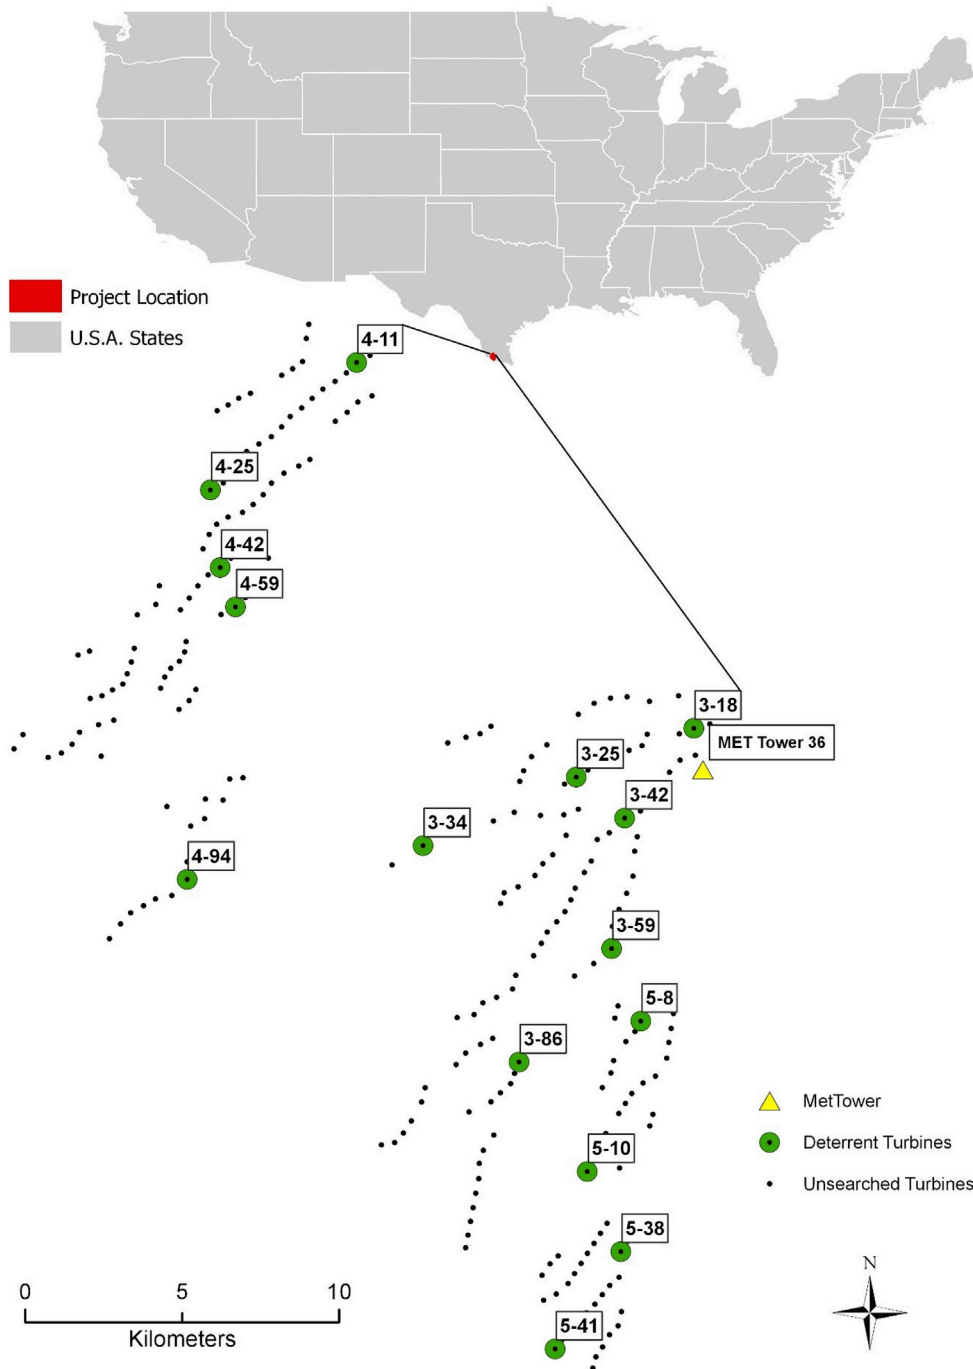 Project Location
U.S.A. States
4-11
4-25
4-42
4-59
3-18
MET Tower 36
3-25
3-42
3-34
4-94
3-59
5-8
3-86
MetTower
Deterrent Turbines
5-10
Unsearched Turbines
5-38
N
0 5 10
5-41
Kilometers